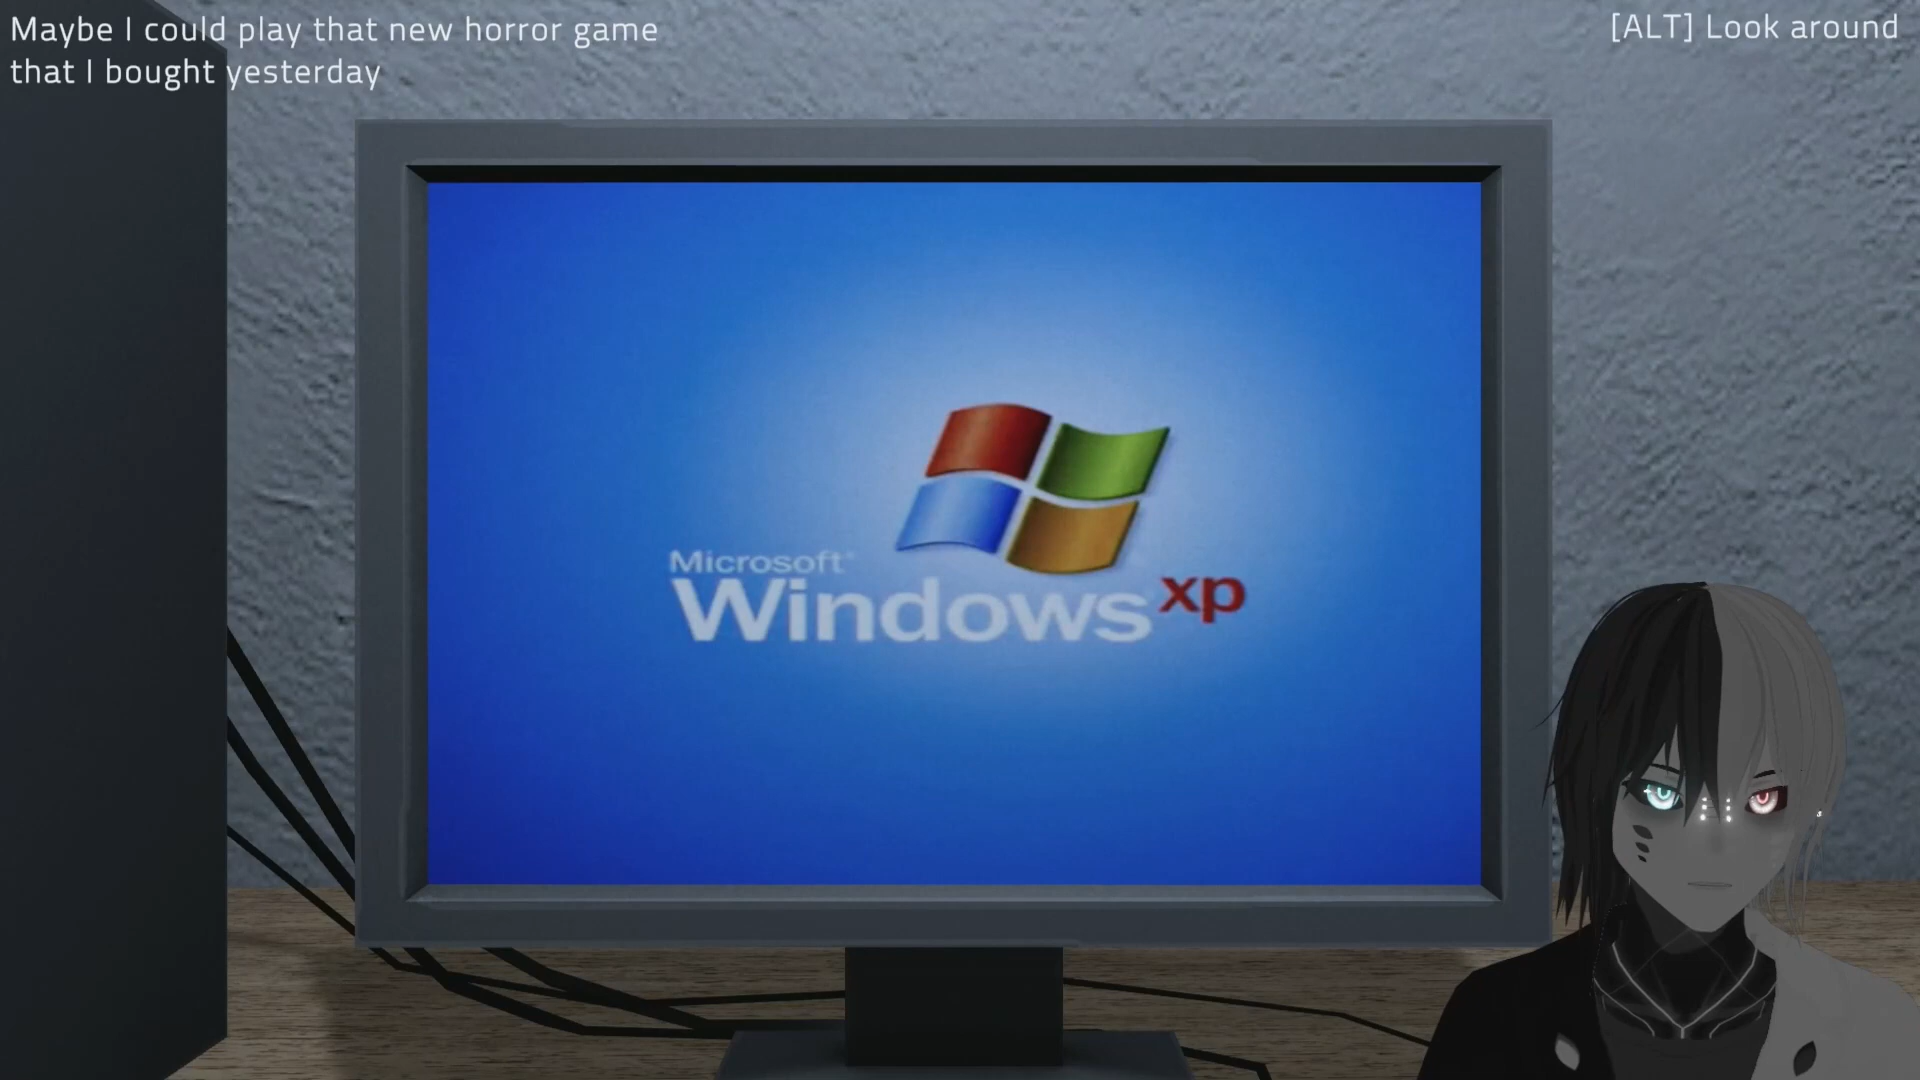 Maybe I could play that new horror game
that I bought yesterday
[ALT] Look around
Microsoft
Windows xp